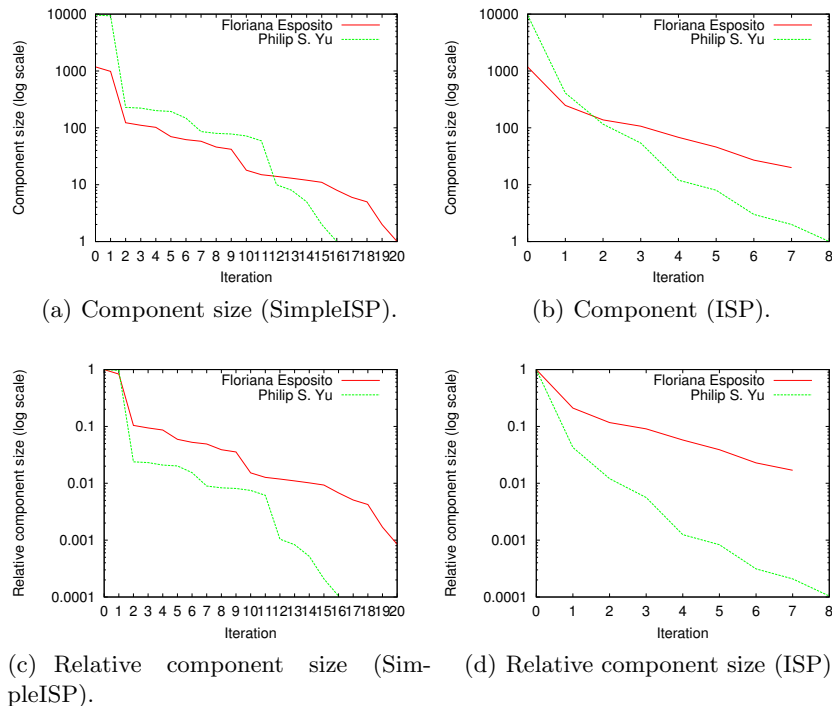 10000
1000
100
10
1
Component size (log scale)
Floriana Esposito
Philip S. Yu
0 1 2 3 4 5 6 7 8 9 10 11 12 13 14 15 16 17 18 19 20
Iteration
(a) Component size (SimpleISP).
10000
1000
100
10
1
Component size (log scale)
Floriana Esposito
Philip S. Yu
0 1 2 3 4 5 6 7 8
Iteration
(b) Component (ISP).
1
0.1
0.01
0.001
0.0001
Relative component size (log scale)
Floriana Esposito
Philip S. Yu
0 1 2 3 4 5 6 7 8 9 10 11 12 13 14 15 16 17 18 19 20
Iteration
(c) Relative component size (Sim-
pleISP).
1
0.1
0.01
0.001
0.0001
Relative component size (log scale)
Floriana Esposito
Philip S. Yu
0 1 2 3 4 5 6 7 8
Iteration
(d) Relative component size (ISP)